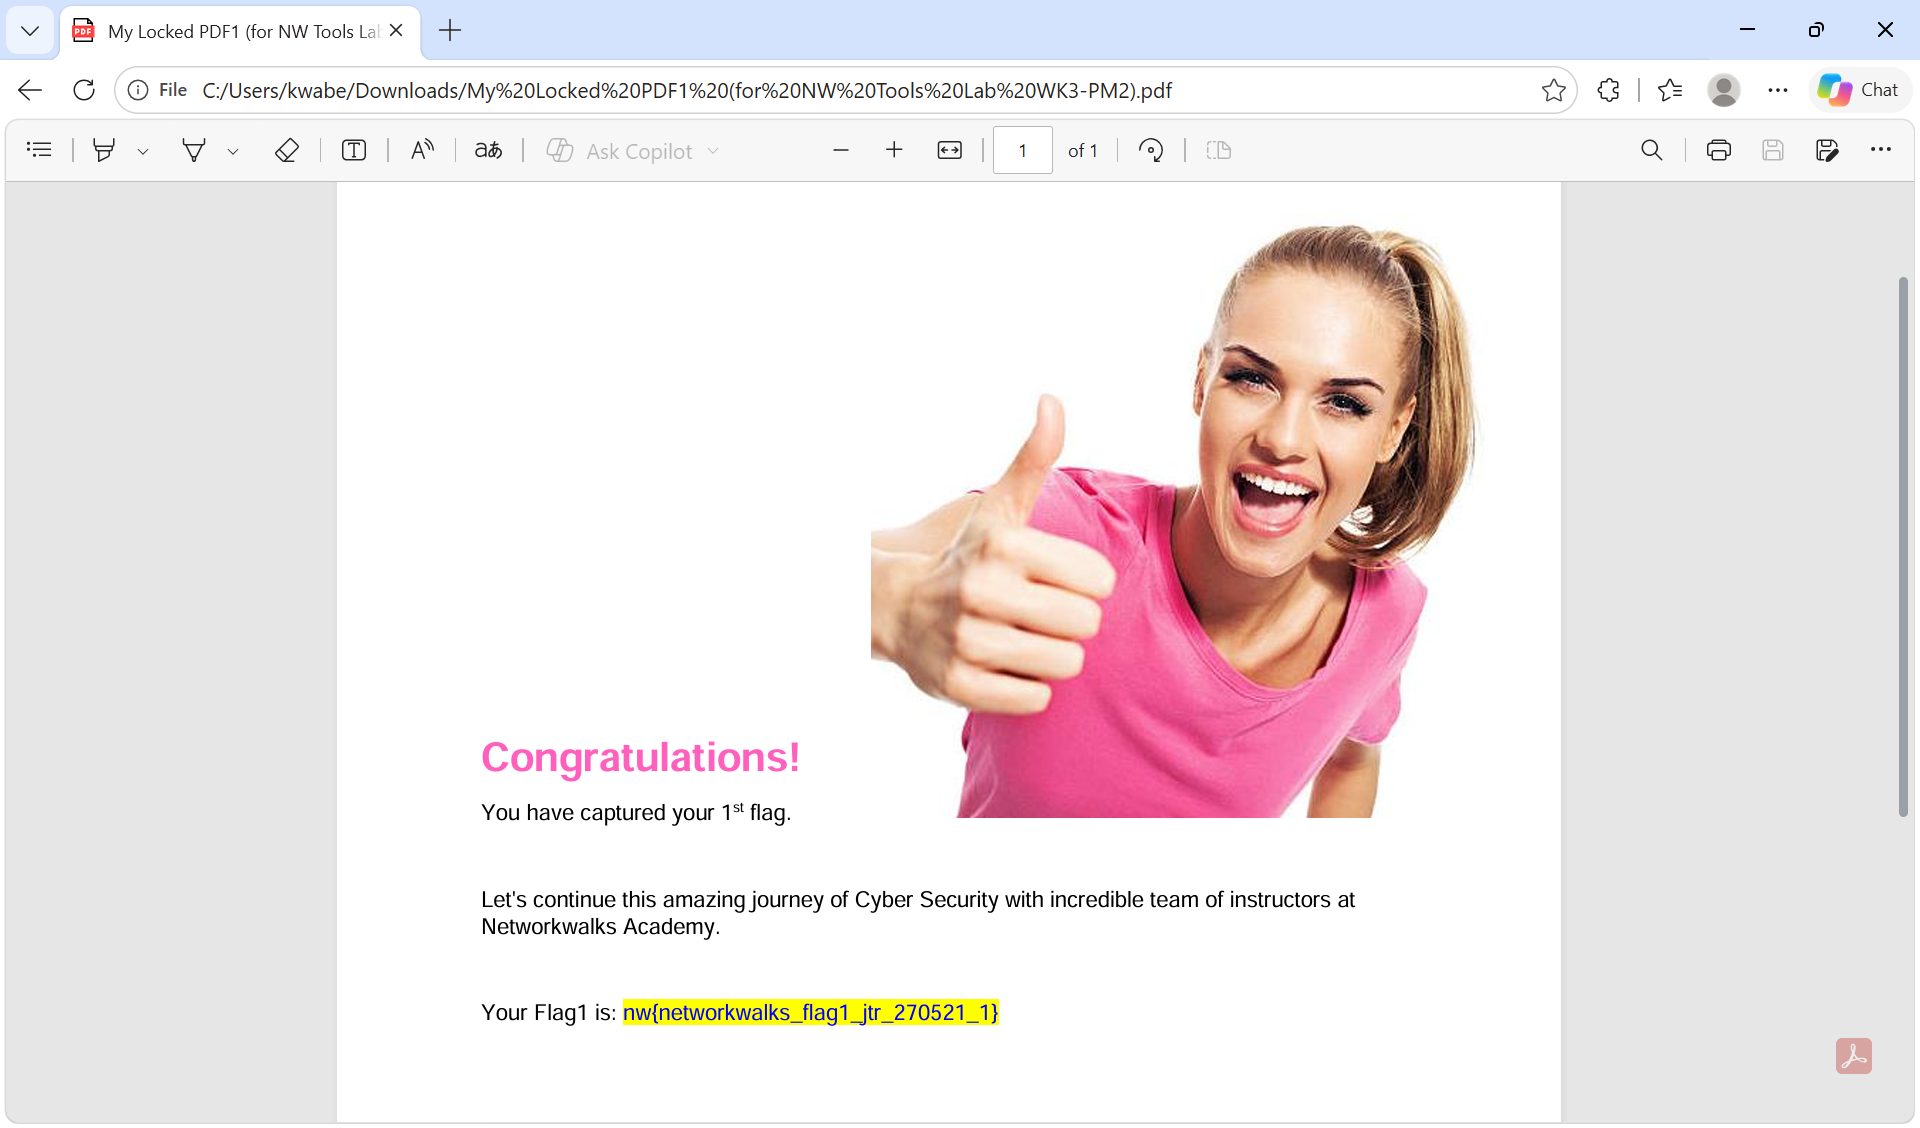 My Locked PDF1 (for NW Tools La
File C:/Users/kwabe/Downloads/My%20Locked%20PDF1%20(for%20NW%20Tools%20Lab%20WK3-PM2).pdf
Chat
Ask Copilot
1 of 1
Congratulations!
You have captured your 1st flag.
Let's continue this amazing journey of Cyber Security with incredible team of instructors at
Networkwalks Academy.
Your Flag1 is: nw{networkwalks_flag1_jtr_270521_1}